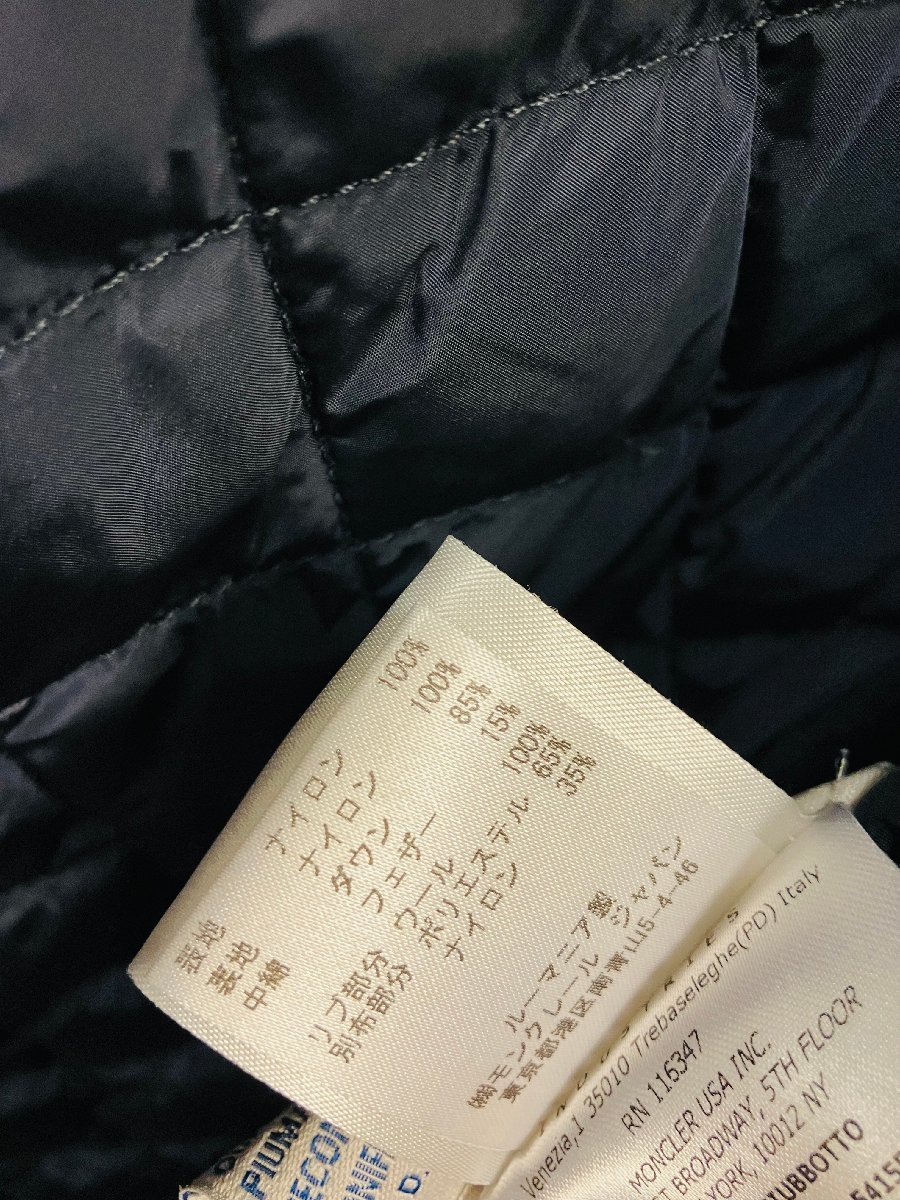 表地 ナイロン 100%
裏地 ナイロン 100%
中綿 ダウン 85%
フェザー 15%
リブ部分 ウール 100%
別布部分 ポリエステル 65%
ナイロン 35%
ルーマニア製
㈱モンクレール ジャパン
東京都港区南青山5-4-46
Venezia,1 35010 Trebaseleghe(PD) Italy
RN 116347
MONCLER USA INC.
BROADWAY, 5TH FLOOR
10012 NY
PIUM